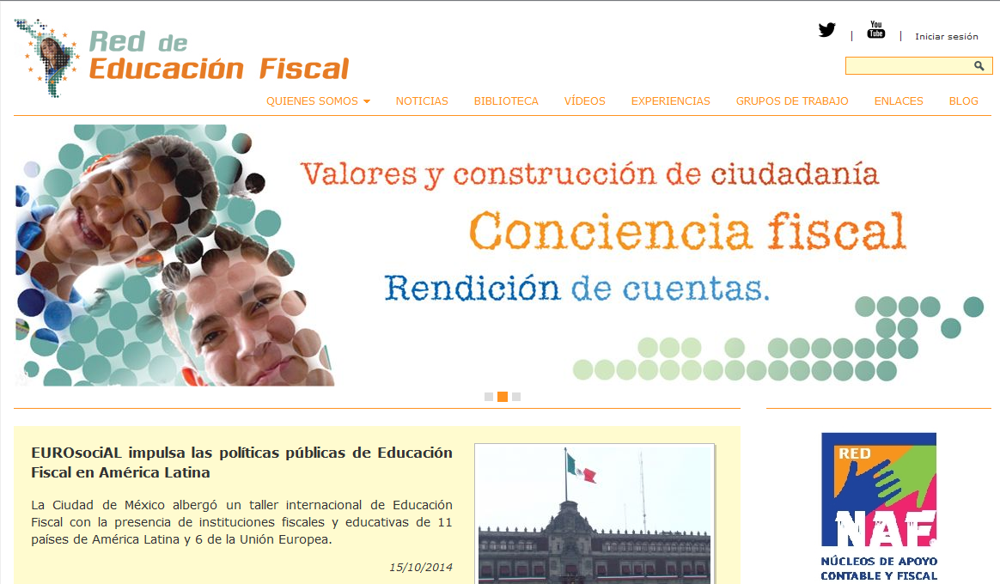 Red de
Educación Fiscal
You
Tube
| | Iniciar sesión
QUIENES SOMOS NOTICIAS BIBLIOTECA VÍDEOS EXPERIENCIAS GRUPOS DE TRABAJO ENLACES BLOG
Valores y construcción de ciudadanía
Conciencia fiscal
Rendición de cuentas.
EUROsociAL impulsa las políticas públicas de Educación
Fiscal en América Latina
La Ciudad de México albergó un taller internacional de Educación
Fiscal con la presencia de instituciones fiscales y educativas de 11
países de América Latina y 6 de la Unión Europea.
15/10/2014
RED
NAF
NÚCLEOS DE APOYO
CONTABLE Y FISCAL